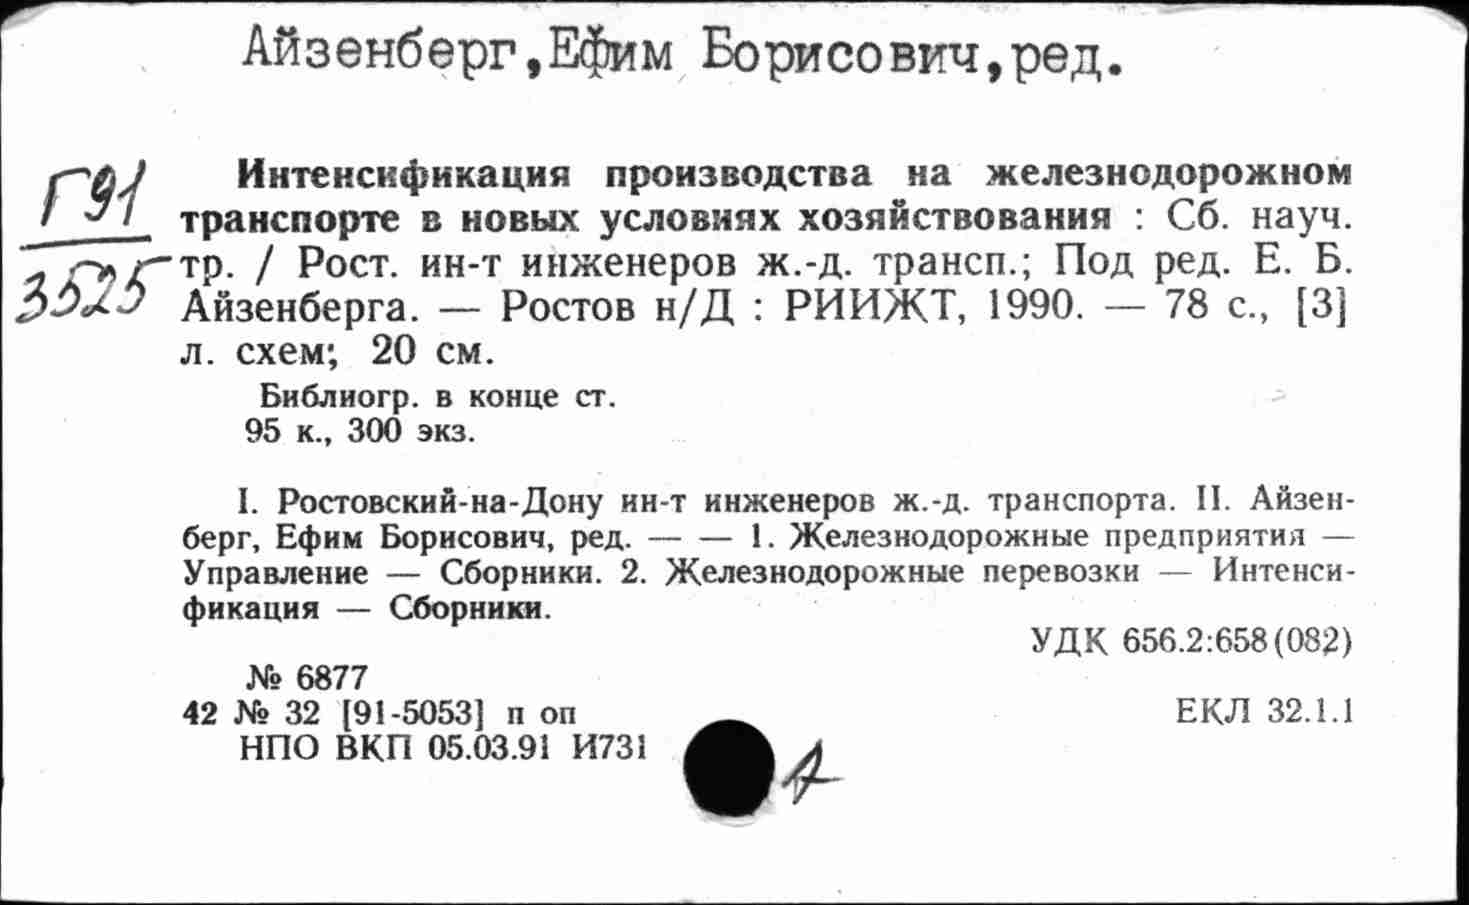 Айзенберг,Ефим Борисович,ред.
Г91
3525
Интенсификация производства на железнодорожном
транспорте в новых условиях хозяйствования : Сб. науч.
тр. / Рост. ин-т инженеров ж.-д. трансп.; Под ред. Е. Б.
Айзенберга. — Ростов н/Д : РИИЖТ, 1990. — 78 с., [3]
л. схем; 20 см.
Библиогр. в конце ст.
95 к., 300 экз.
I. Ростовский-на-Дону ин-т инженеров ж.-д. транспорта. II. Айзен-
берг, Ефим Борисович, ред. — — 1. Железнодорожные предприятия —
Управление — Сборники. 2. Железнодорожные перевозки — Интенси-
фикация — Сборники.
УДК 656.2:658(082)
№ 6877
42 № 32 [91-5053] п оп
ЕКЛ 32.1.1
НПО ВКП 05.03.91 И731